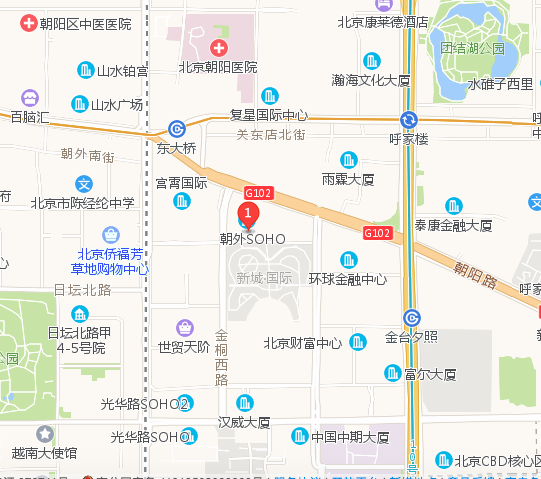 北京康莱德酒店
朝阳区中医医院
团结湖公园
山水铂宫
北京朝阳医院
瀚海文化大厦
水碓子西里
百脑汇
山水广场
复星国际中心
关东店北街
呼家楼
东大桥
朝外南街
宫霄国际
雨霖大厦
G102
北京市陈经纶中学
1
泰康金融大厦
G102
朝外SOHO
北京侨福芳
草地购物中心
新城·国际
环球金融中心
朝阳路
日坛北路
日坛北路甲
4-5号院
金台夕照
世贸天阶
金桐西路
北京财富中心
富尔大厦
光华路SOHO2
汉威大厦
光华路SOHO
中国中期大厦
越南大使馆
10号
北京CBD核心区